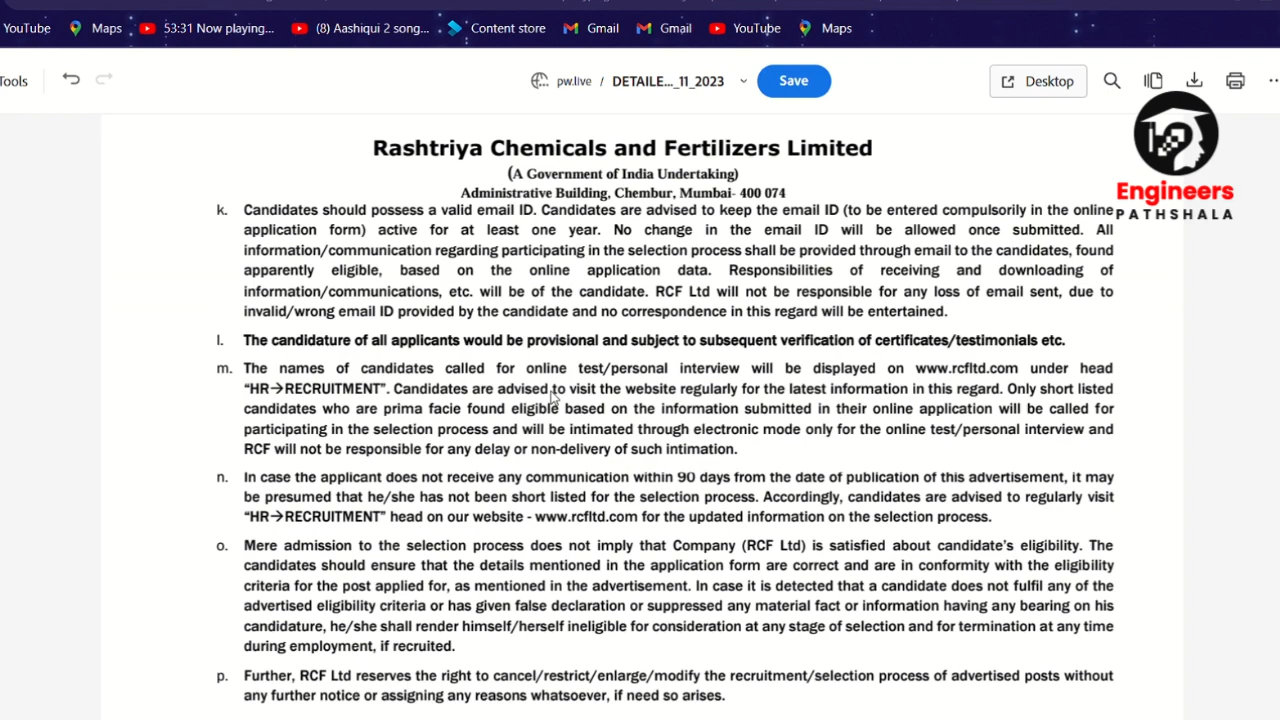 YouTube Maps 53:31 Now playing... (8) Aashiqui 2 song... Content store Gmail Gmail YouTube Maps
Tools pw.live / DETAILE..._11_2023 Save Desktop
Engineers
PATHSHALA
Rashtriya Chemicals and Fertilizers Limited
(A Government of India Undertaking)
Administrative Building, Chembur, Mumbai- 400 074
k. Candidates should possess a valid email ID. Candidates are advised to keep the email ID (to be entered compulsorily in the online
application form) active for at least one year. No change in the email ID will be allowed once submitted. All
information/communication regarding participating in the selection process shall be provided through email to the candidates, found
apparently eligible, based on the online application data. Responsibilities of receiving and downloading of
information/communications, etc. will be of the candidate. RCF Ltd will not be responsible for any loss of email sent, due to
invalid/wrong email ID provided by the candidate and no correspondence in this regard will be entertained.
l. The candidature of all applicants would be provisional and subject to subsequent verification of certificates/testimonials etc.
m. The names of candidates called for online test/personal interview will be displayed on www.rcfltd.com under head
“HR→RECRUITMENT”. Candidates are advised to visit the website regularly for the latest information in this regard. Only short listed
candidates who are prima facie found eligible based on the information submitted in their online application will be called for
participating in the selection process and will be intimated through electronic mode only for the online test/personal interview and
RCF will not be responsible for any delay or non-delivery of such intimation.
n. In case the applicant does not receive any communication within 90 days from the date of publication of this advertisement, it may
be presumed that he/she has not been short listed for the selection process. Accordingly, candidates are advised to regularly visit
“HR→RECRUITMENT” head on our website - www.rcfltd.com for the updated information on the selection process.
o. Mere admission to the selection process does not imply that Company (RCF Ltd) is satisfied about candidate’s eligibility. The
candidates should ensure that the details mentioned in the application form are correct and are in conformity with the eligibility
criteria for the post applied for, as mentioned in the advertisement. In case it is detected that a candidate does not fulfil any of the
advertised eligibility criteria or has given false declaration or suppressed any material fact or information having any bearing on his
candidature, he/she shall render himself/herself ineligible for consideration at any stage of selection and for termination at any time
during employment, if recruited.
p. Further, RCF Ltd reserves the right to cancel/restrict/enlarge/modify the recruitment/selection process of advertised posts without
any further notice or assigning any reasons whatsoever, if need so arises.